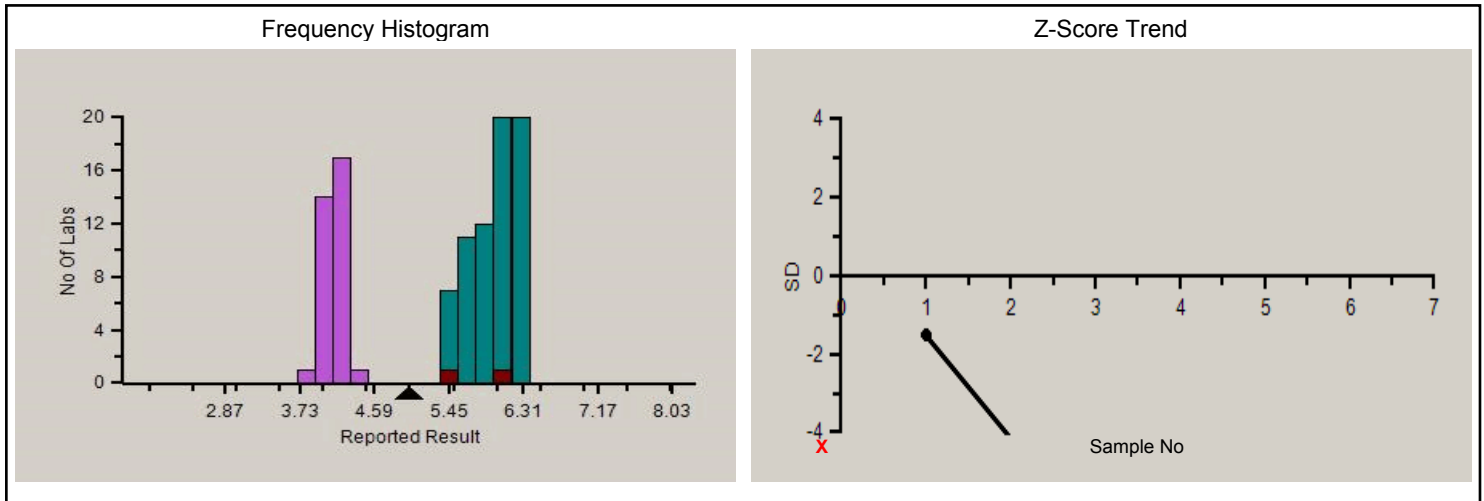 Frequency Histogram
20
16
12
8
4
0
No Of Labs
2.87 3.73 4.59 5.45 6.31 7.17 8.03
Reported Result
Z-Score Trend
4
2
0
-2
-4
SD
0 1 2 3 4 5 6 7
X
Sample No